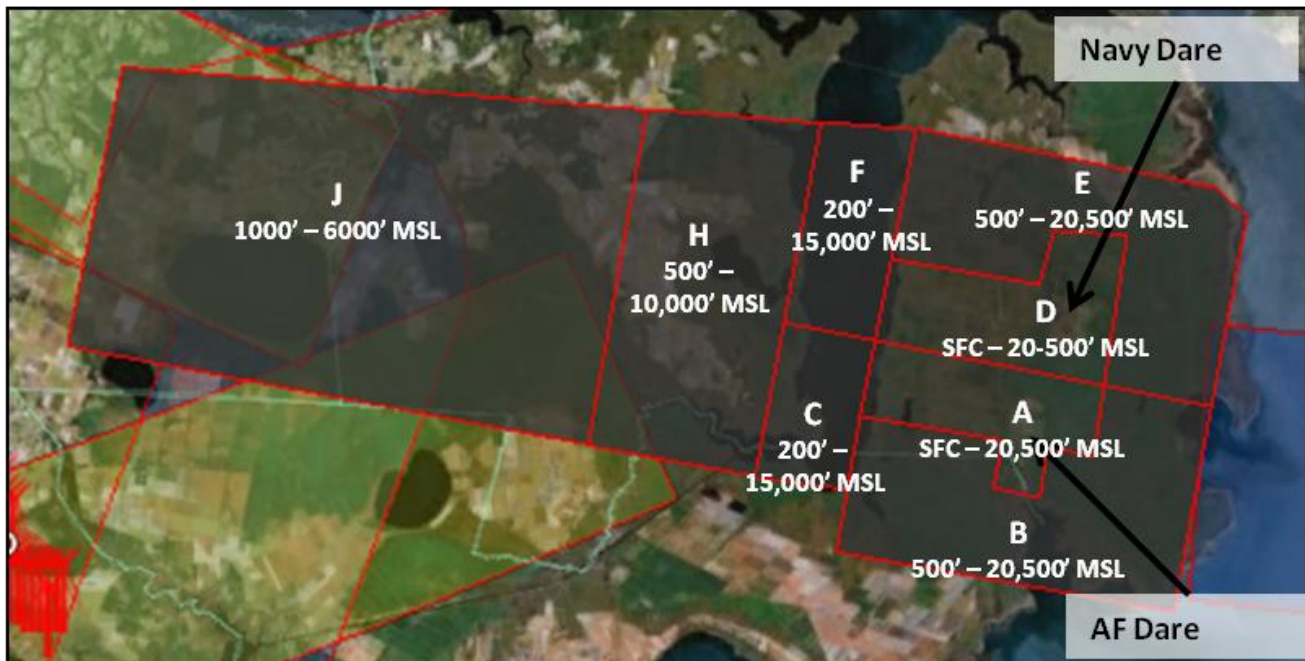 Navy Dare
J
1000' – 6000' MSL
H
500' –
10,000' MSL
F
200' –
15,000' MSL
E
500' – 20,500' MSL
D
SFC – 20-500' MSL
C
200' –
15,000' MSL
A
SFC – 20,500' MSL
B
500' – 20,500' MSL
AF Dare